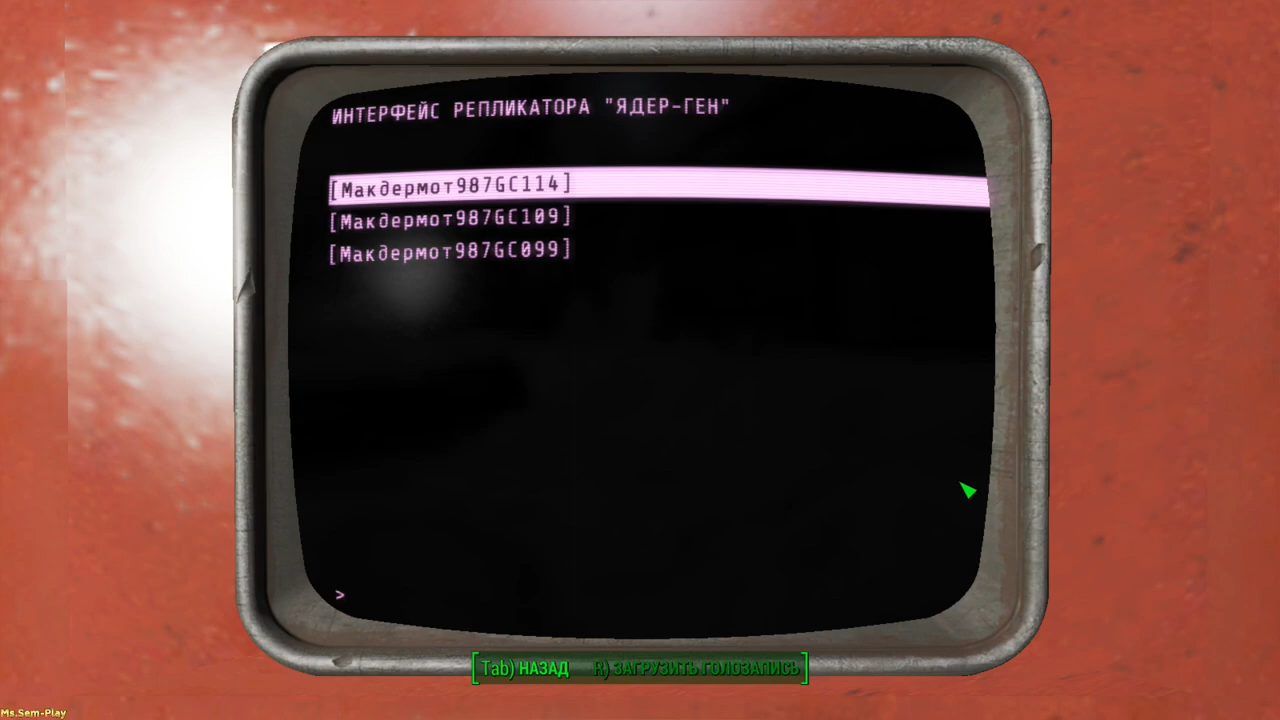 ИНТЕРФЕЙС РЕПЛИКАТОРА "ЯДЕР-ГЕН"
[Макдермот987GC114]
[Макдермот987GC109]
[Макдермот987GC099]
>
Tab) НАЗАД R) ЗАГРУЗИТЬ ГОЛОЗАПИСЬ
Ms.Sem-Play